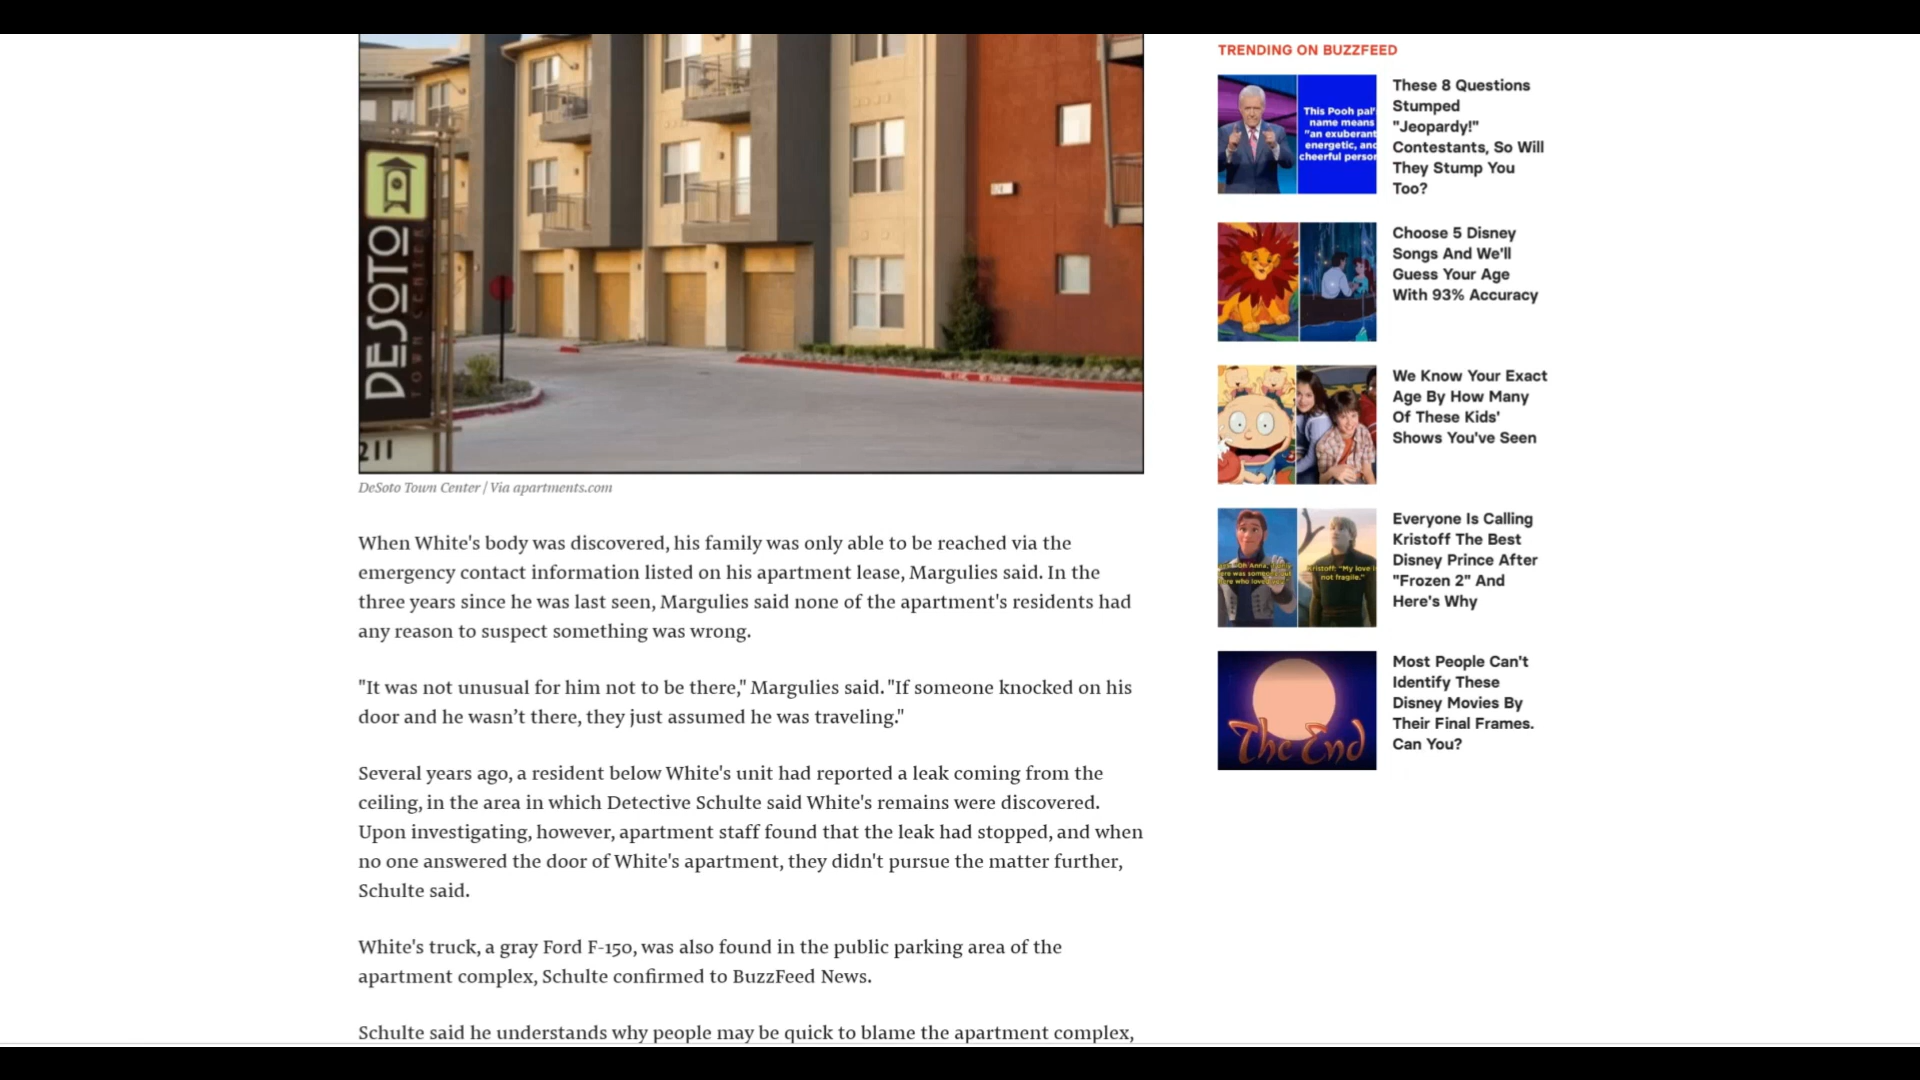 DESOTO
TOWN CENTER
211
DeSoto Town Center / Via apartments.com
When White's body was discovered, his family was only able to be reached via the
emergency contact information listed on his apartment lease, Margulies said. In the
three years since he was last seen, Margulies said none of the apartment's residents had
any reason to suspect something was wrong.
"It was not unusual for him not to be there," Margulies said. "If someone knocked on his
door and he wasn’t there, they just assumed he was traveling."
Several years ago, a resident below White's unit had reported a leak coming from the
ceiling, in the area in which Detective Schulte said White's remains were discovered.
Upon investigating, however, apartment staff found that the leak had stopped, and when
no one answered the door of White's apartment, they didn't pursue the matter further,
Schulte said.
White's truck, a gray Ford F-150, was also found in the public parking area of the
apartment complex, Schulte confirmed to BuzzFeed News.
Schulte said he understands why people may be quick to blame the apartment complex,
TRENDING ON BUZZFEED
This Pooh pal'
name means
"an exuberant
energetic, and
cheerful person
These 8 Questions
Stumped
"Jeopardy!"
Contestants, So Will
They Stump You
Too?
Choose 5 Disney
Songs And We'll
Guess Your Age
With 93% Accuracy
We Know Your Exact
Age By How Many
Of These Kids'
Shows You've Seen
Kristoff: "My love i
not fragile."
Everyone Is Calling
Kristoff The Best
Disney Prince After
"Frozen 2" And
Here's Why
The End
Most People Can't
Identify These
Disney Movies By
Their Final Frames.
Can You?